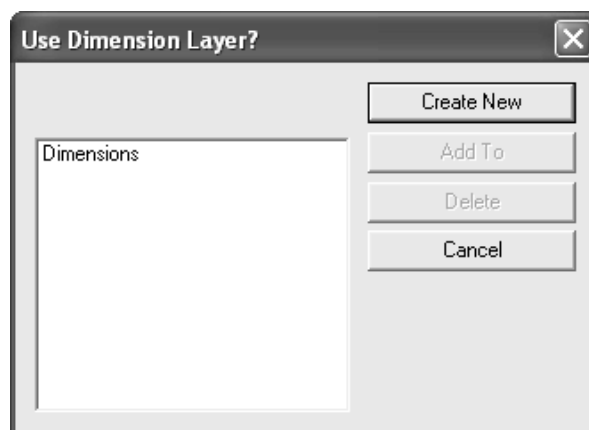 Use Dimension Layer?
Create New
Dimensions
Add To
Delete
Cancel